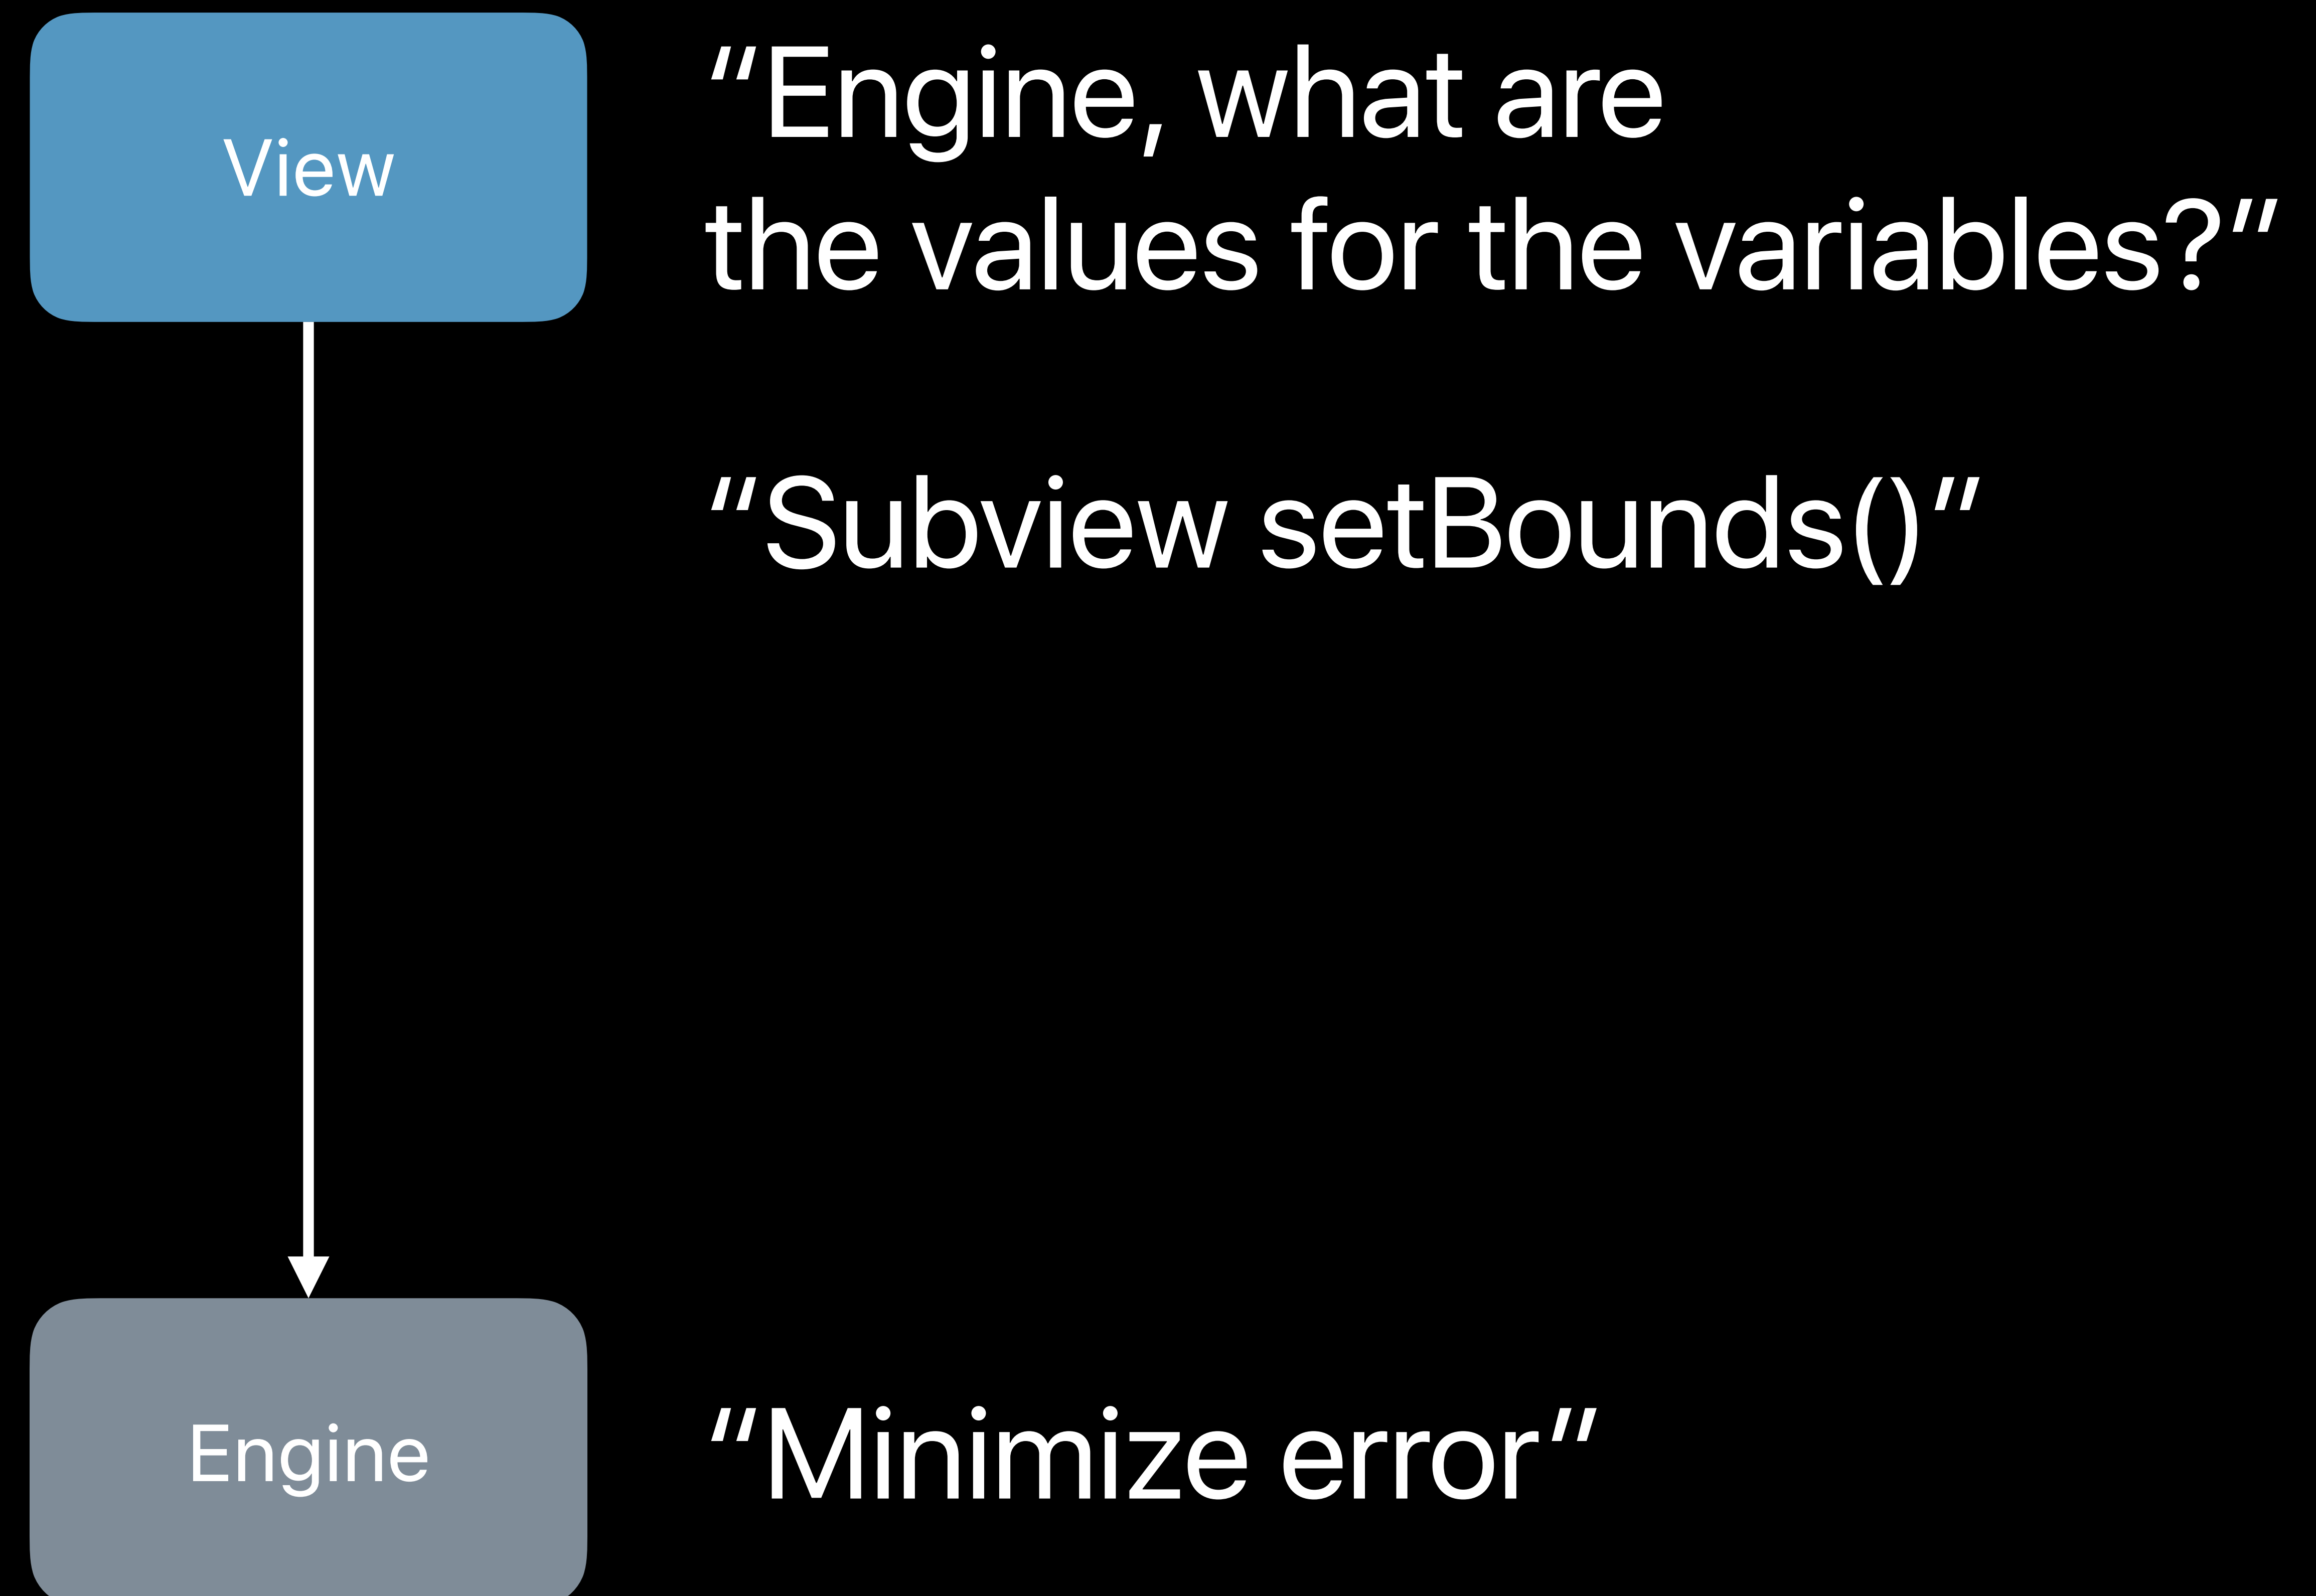 View
“Engine, what are
the values for the variables?”
“Subview setBounds()”
Engine
“Minimize error”